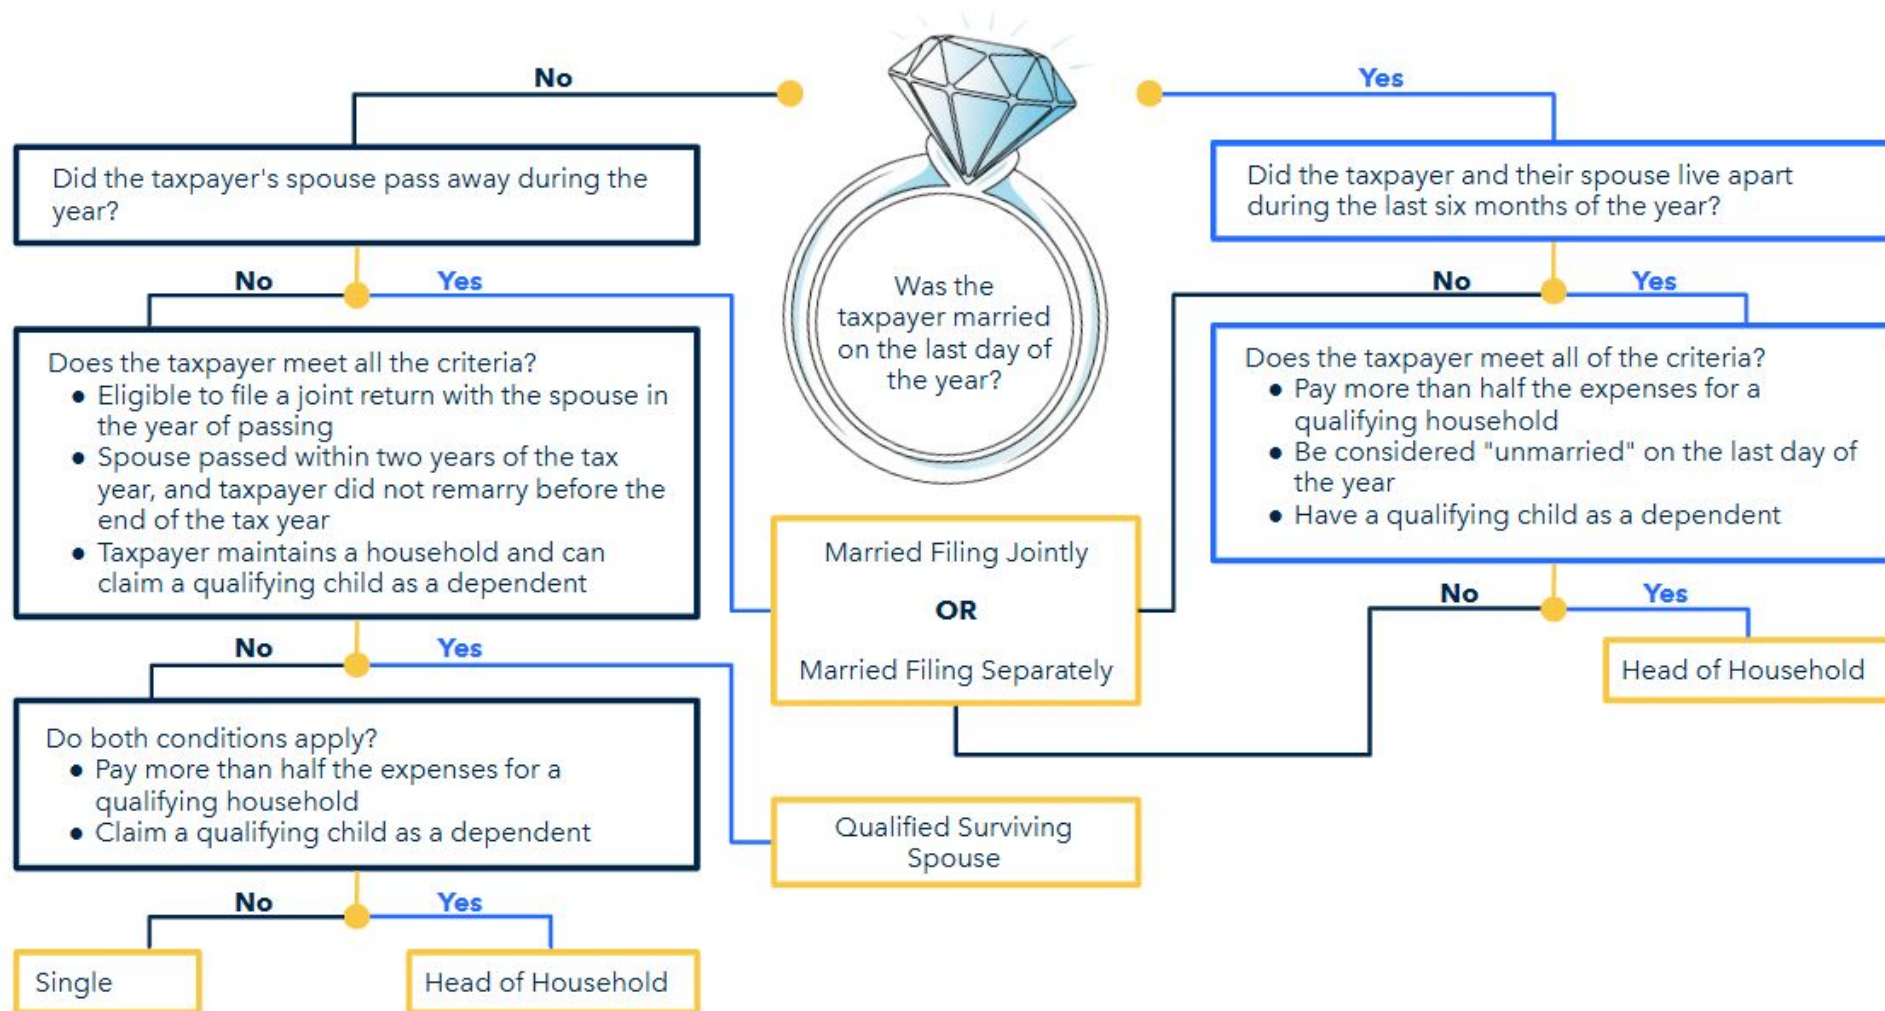 No
Yes
Did the taxpayer's spouse pass away during the
year?
Was the
taxpayer married
on the last day of
the year?
Did the taxpayer and their spouse live apart
during the last six months of the year?
No
Yes
No
Yes
Does the taxpayer meet all the criteria?
● Eligible to file a joint return with the spouse in
the year of passing
● Spouse passed within two years of the tax
year, and taxpayer did not remarry before the
end of the tax year
● Taxpayer maintains a household and can
claim a qualifying child as a dependent
Does the taxpayer meet all of the criteria?
● Pay more than half the expenses for a
qualifying household
● Be considered "unmarried" on the last day of
the year
● Have a qualifying child as a dependent
Married Filing Jointly
OR
Married Filing Separately
No
Yes
Head of Household
No
Yes
Do both conditions apply?
● Pay more than half the expenses for a
qualifying household
● Claim a qualifying child as a dependent
Qualified Surviving
Spouse
No
Yes
Single
Head of Household